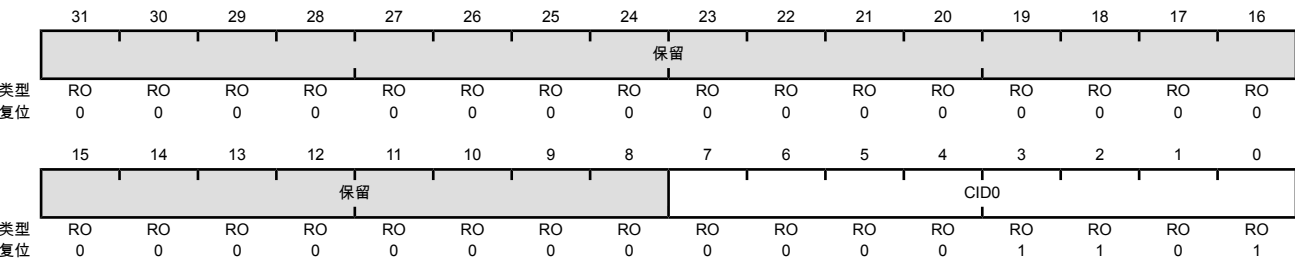 31 30 29 28 27 26 25 24 23 22 21 20 19 18 17 16
保留
类型 RO RO RO RO RO RO RO RO RO RO RO RO RO RO RO RO
复位 0 0 0 0 0 0 0 0 0 0 0 0 0 0 0 0
15 14 13 12 11 10 9 8 7 6 5 4 3 2 1 0
保留 CID0
类型 RO RO RO RO RO RO RO RO RO RO RO RO RO RO RO RO
复位 0 0 0 0 0 0 0 0 0 0 0 0 1 1 0 1